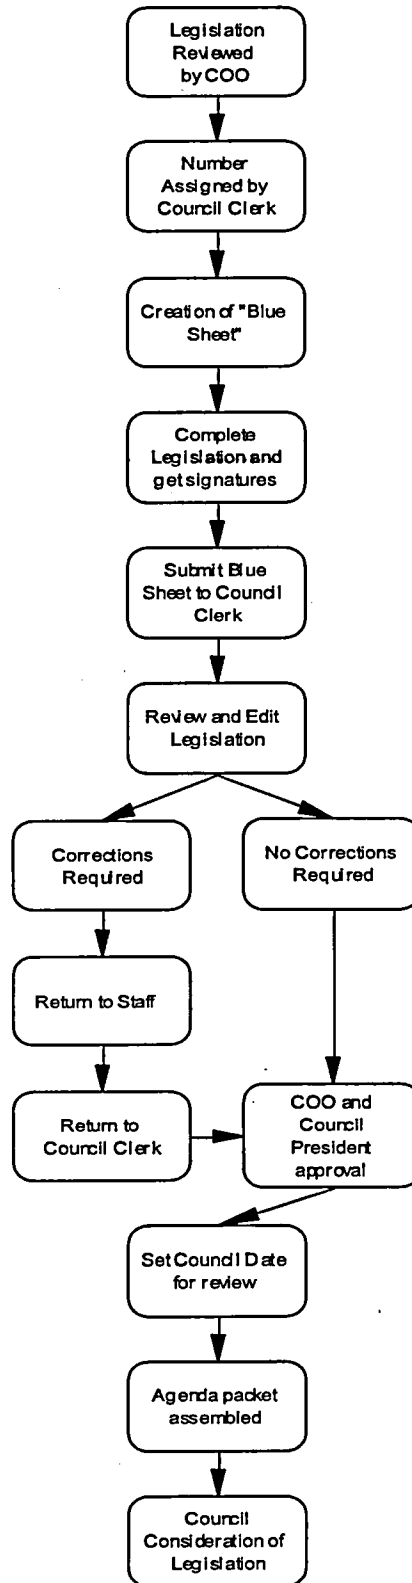 Legislation
Reviewed
by COO
Number
Assigned by
Council Clerk
Creation of "Blue
Sheet"
Complete
Legislation and
get signatures
Submit Blue
Sheet to Council
Clerk
Review and Edit
Legislation
Corrections
Required
No Corrections
Required
Return to Staff
Return to
Council Clerk
COO and
Council
President
approval
Set Council Date
for review
Agenda packet
assembled
Council
Consideration of
Legislation